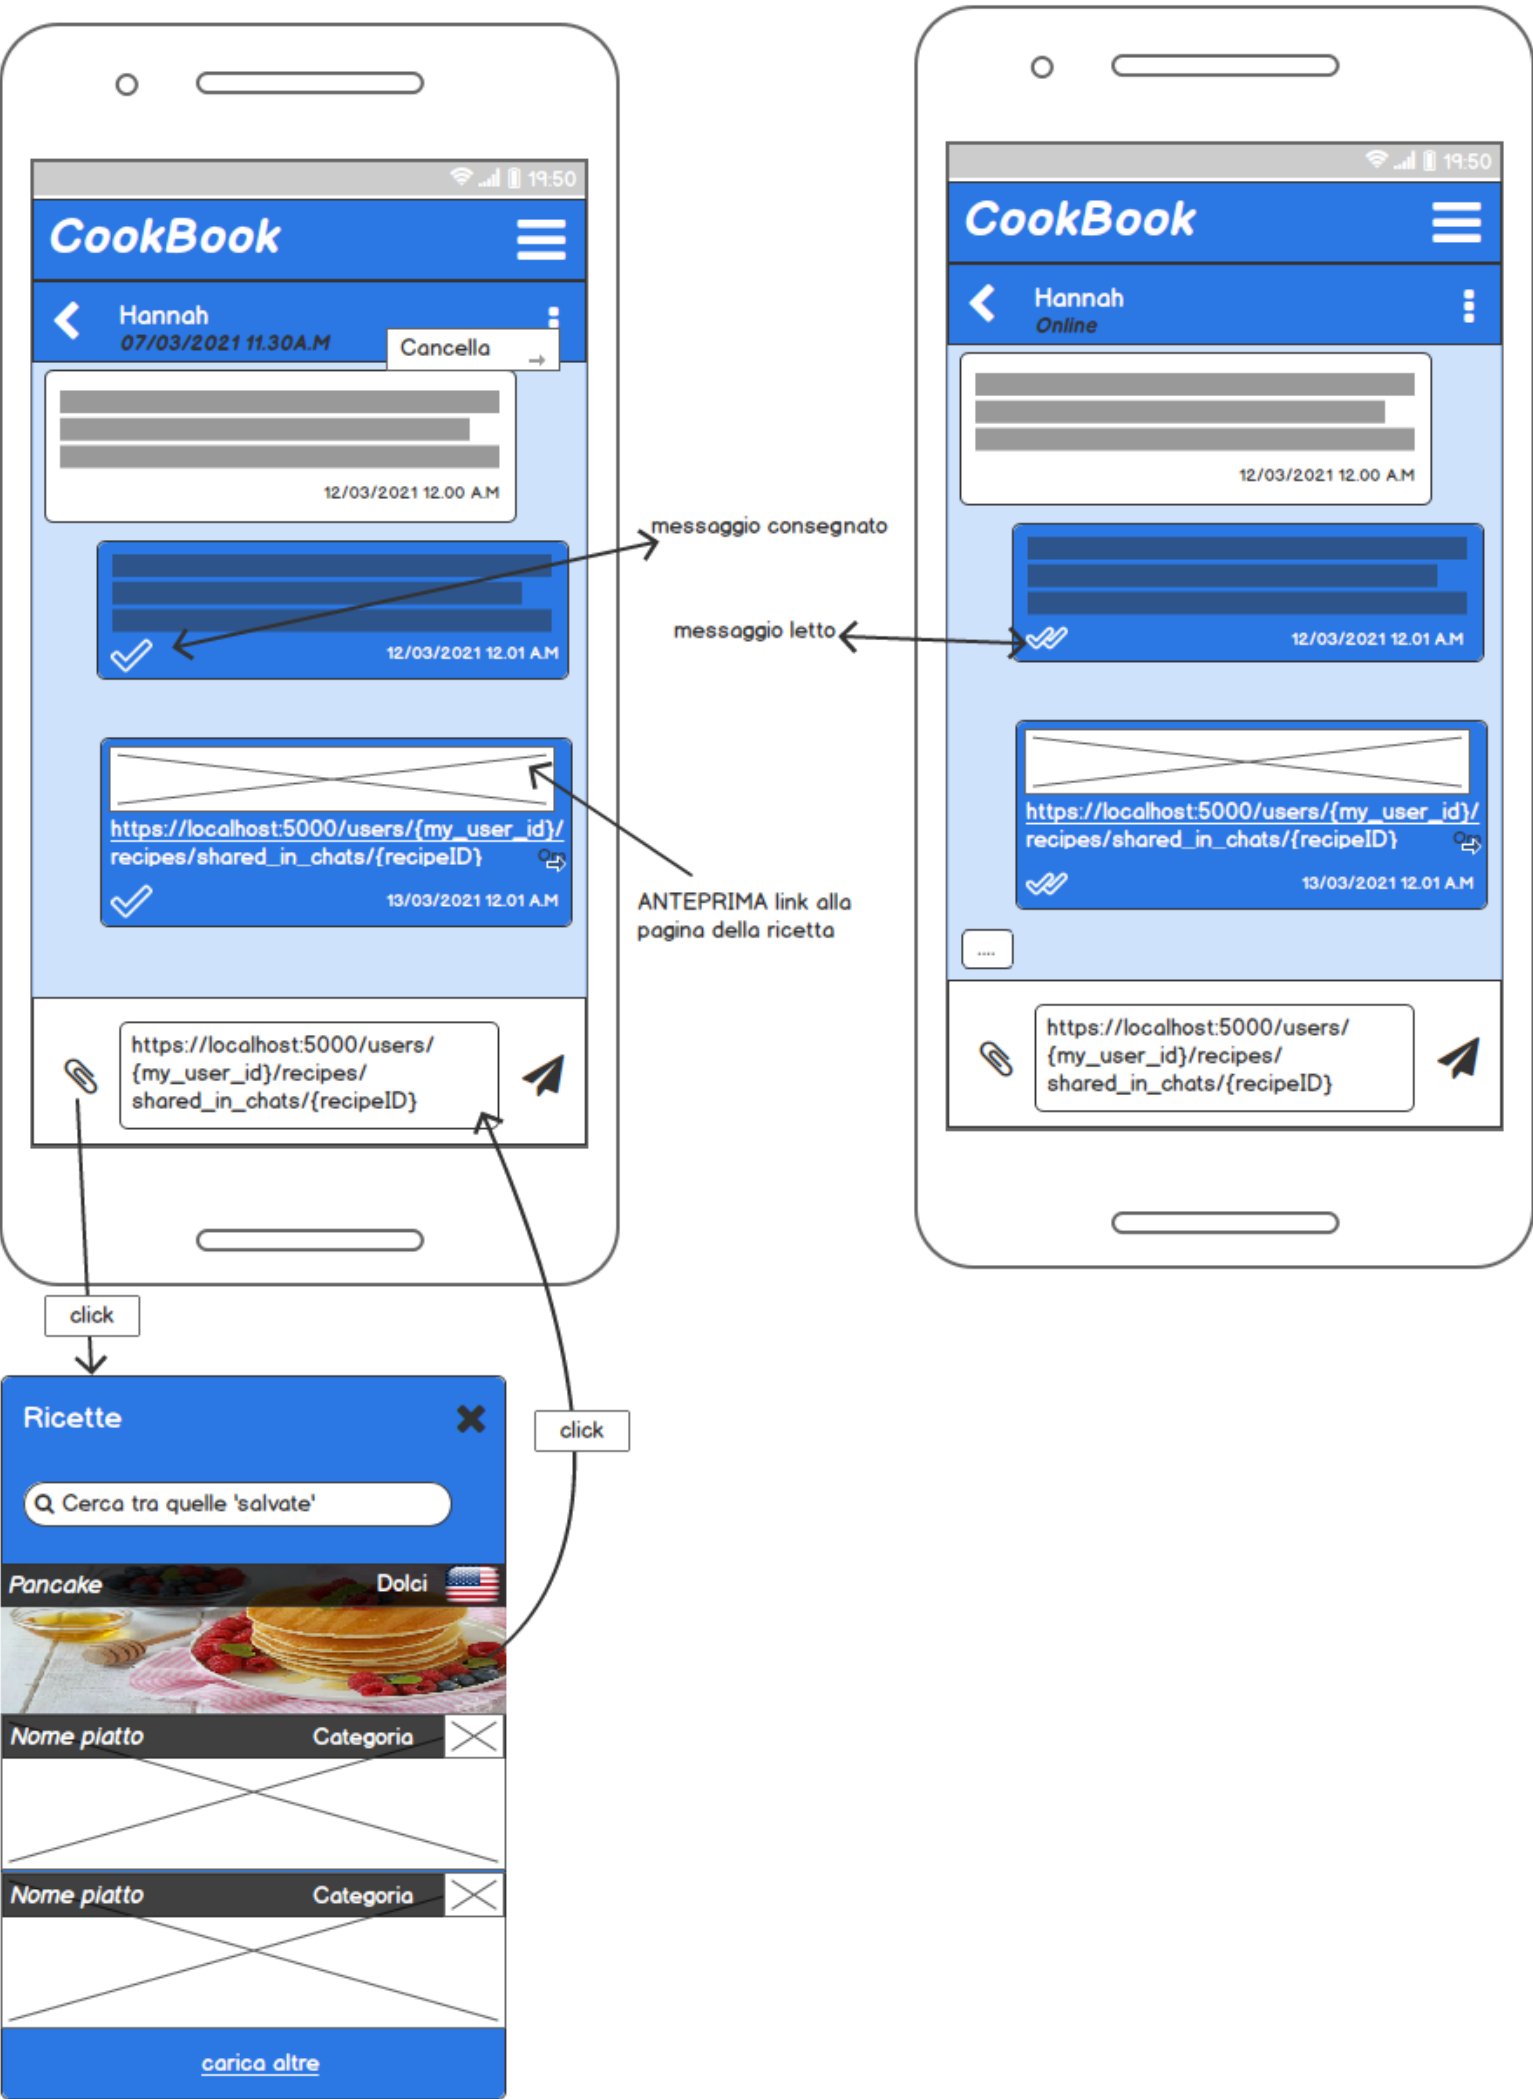 19:50
CookBook
Hannah
07/03/2021 11.30A.M
Cancella
12/03/2021 12.00 A.M
12/03/2021 12.01 A.M
https://localhost:5000/users/{my_user_id}/
recipes/shared_in_chats/{recipeID}
13/03/2021 12.01 A.M
https://localhost:5000/users/
{my_user_id}/recipes/
shared_in_chats/{recipeID}
messaggio consegnato
messaggio letto
ANTEPRIMA link alla
pagina della ricetta
19:50
CookBook
Hannah
Online
12/03/2021 12.00 A.M
12/03/2021 12.01 A.M
https://localhost:5000/users/{my_user_id}/
recipes/shared_in_chats/{recipeID}
13/03/2021 12.01 A.M
....
https://localhost:5000/users/
{my_user_id}/recipes/
shared_in_chats/{recipeID}
click
click
Ricette
Cerca tra quelle 'salvate'
Pancake Dolci
Nome piatto Categoria
Nome piatto Categoria
carica altre